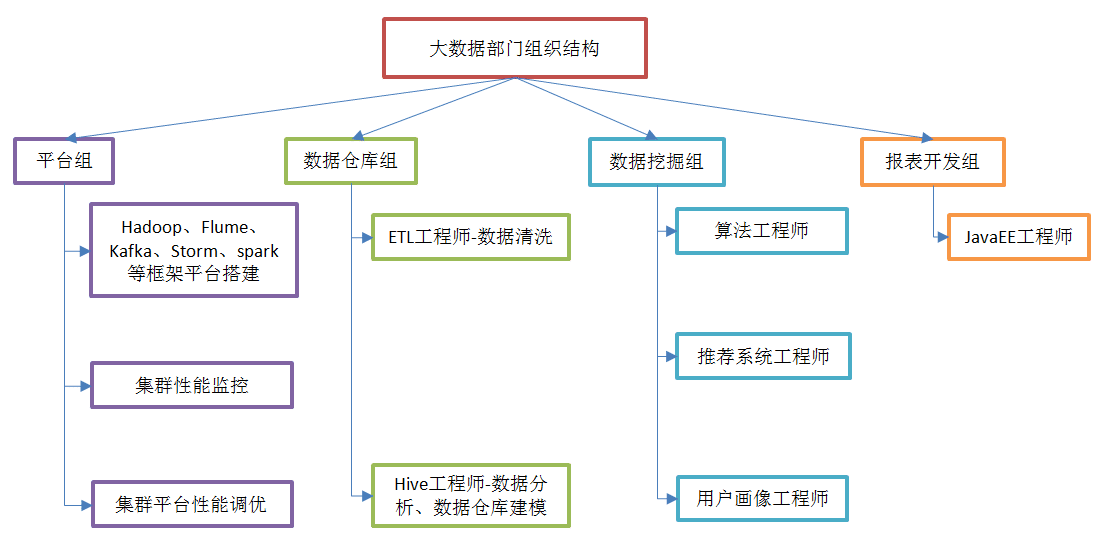 大数据部门组织结构
平台组
数据仓库组
数据挖掘组
报表开发组
Hadoop、Flume、
Kafka、Storm、spark
等框架平台搭建
集群性能监控
集群平台性能调优
ETL工程师-数据清洗
Hive工程师-数据分
析、数据仓库建模
算法工程师
推荐系统工程师
用户画像工程师
JavaEE工程师